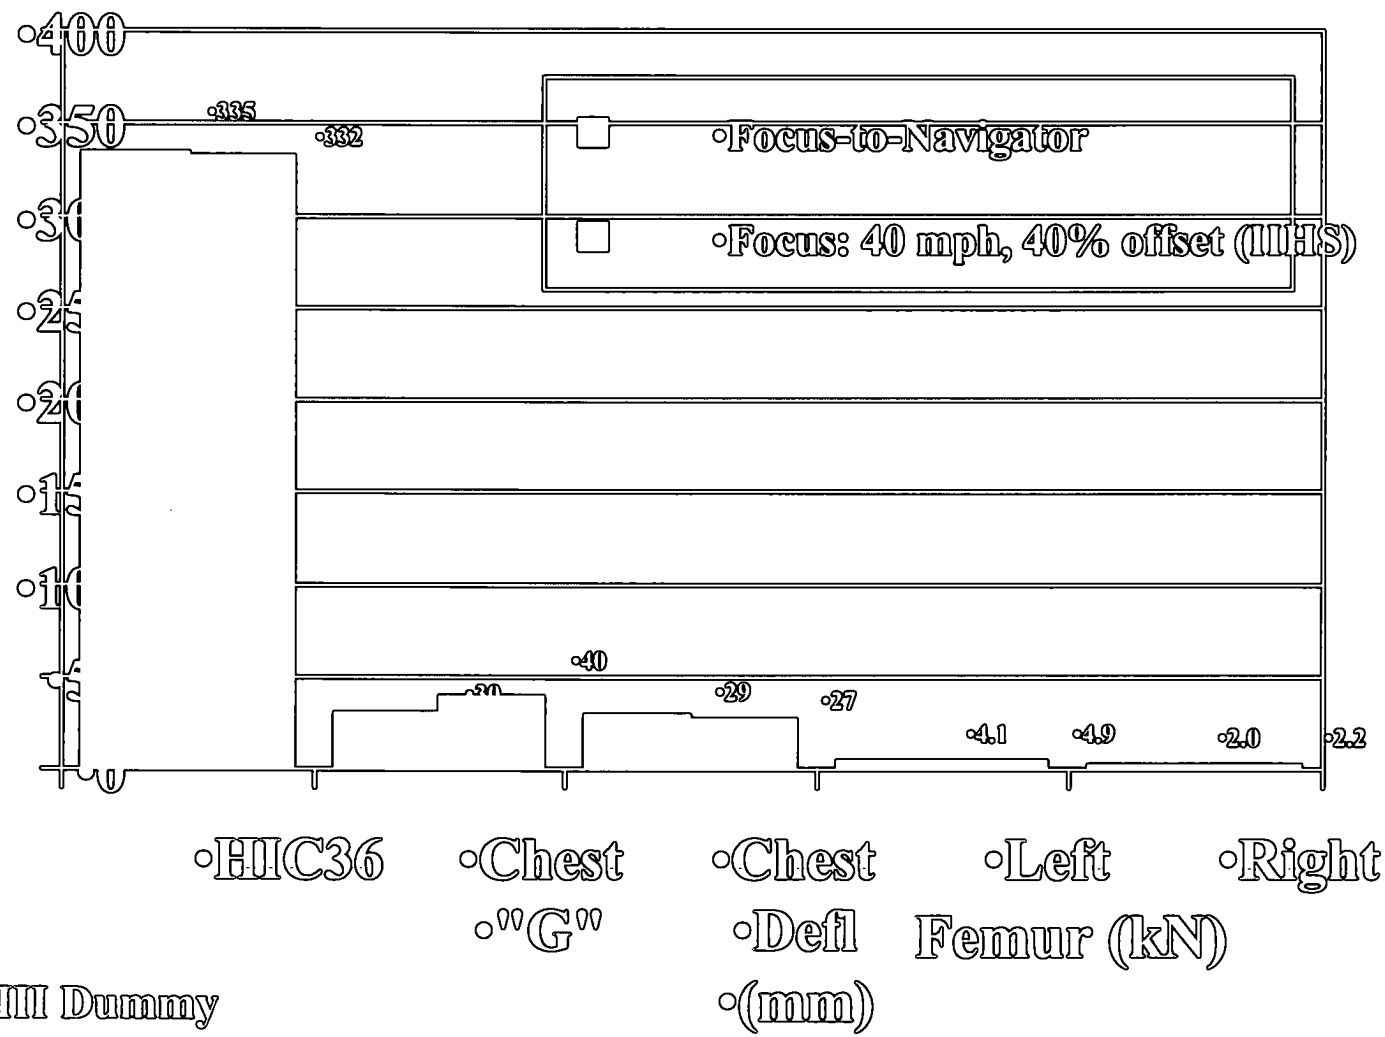 •400
•335
•350
•332
•Focus-to-Navigator
•Focus: 40 mph, 40% offset (IIHS)
•40
•29
•27
•4.1
•4.9
•2.0
•2.2
•0
•HIC36
•Chest
•"G"
•Chest
•Defl
•(mm)
•Left
•Right
Femur (kN)
III Dummy